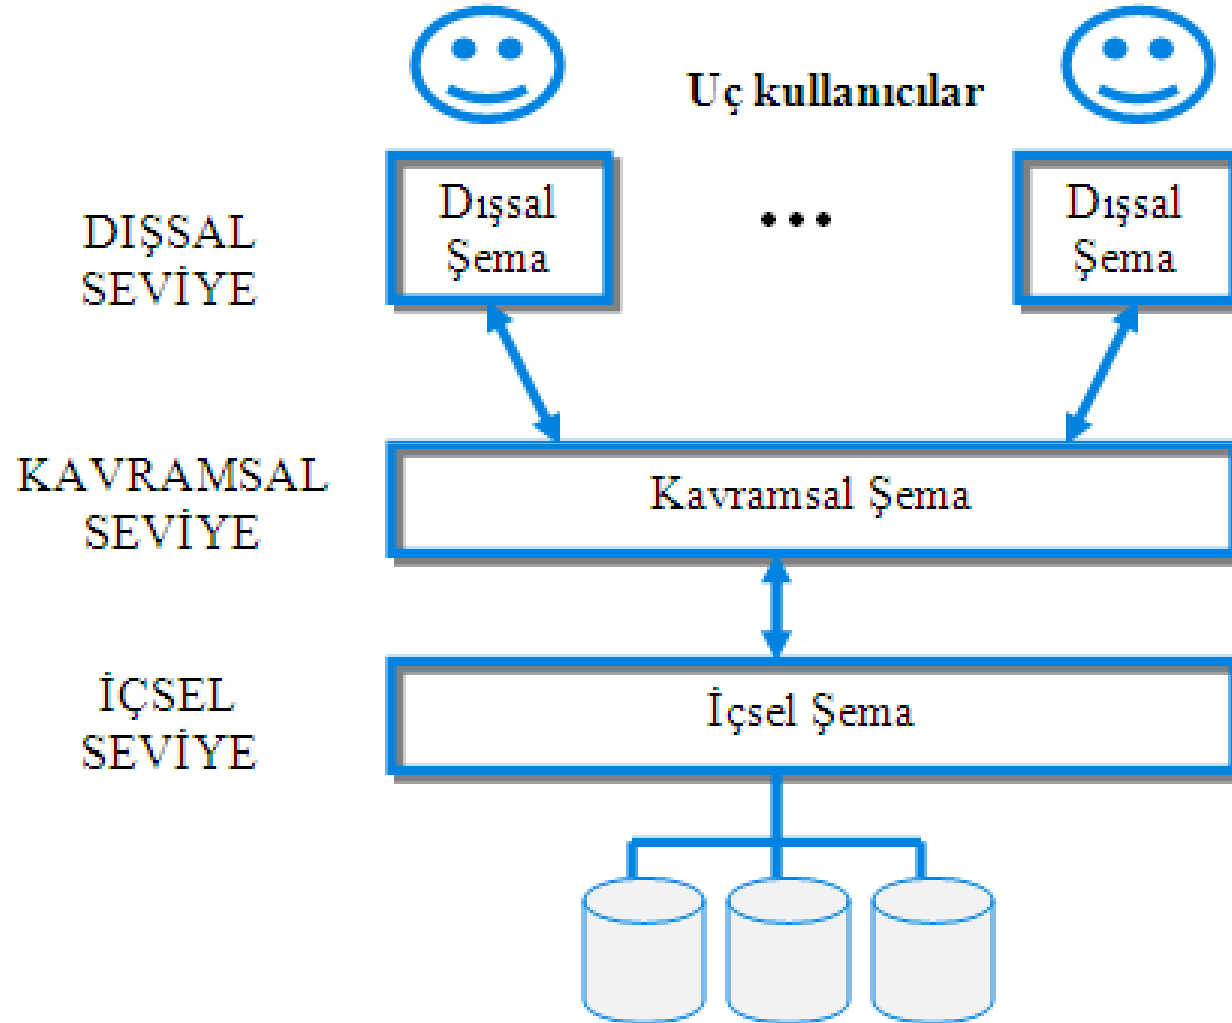 Uç kullanıcılar
DIŞSAL
SEVİYE
Dışsal
Şema
...
Dışsal
Şema
KAVRAMSAL
SEVİYE
Kavramsal Şema
İÇSEL
SEVİYE
İçsel Şema